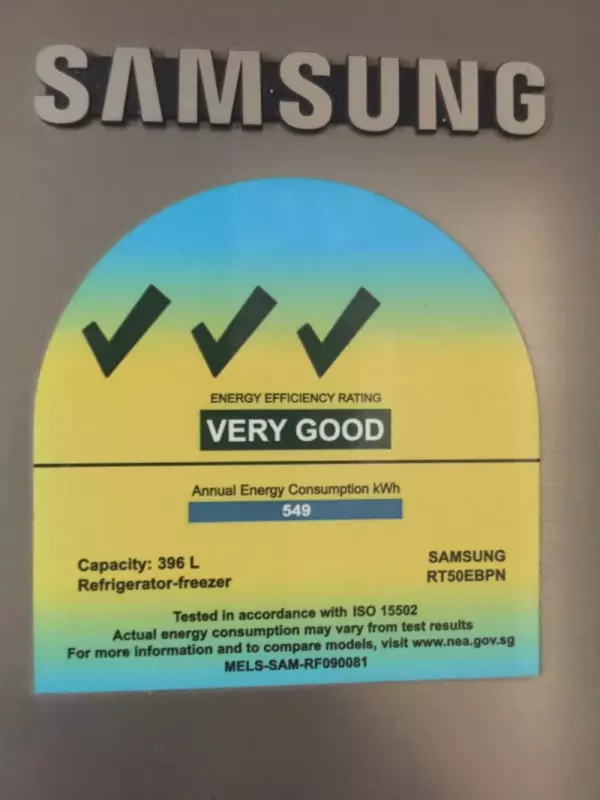 SAMSUNG
ENERGY EFFICIENCY RATING
VERY GOOD
Annual Energy Consumption kWh
549
Capacity: 396 L
Refrigerator-freezer
SAMSUNG
RT50EBPN
Tested in accordance with ISO 15502
Actual energy consumption may vary from test results
For more information and to compare models, visit www.nea.gov.sg
MELS-SAM-RF090081